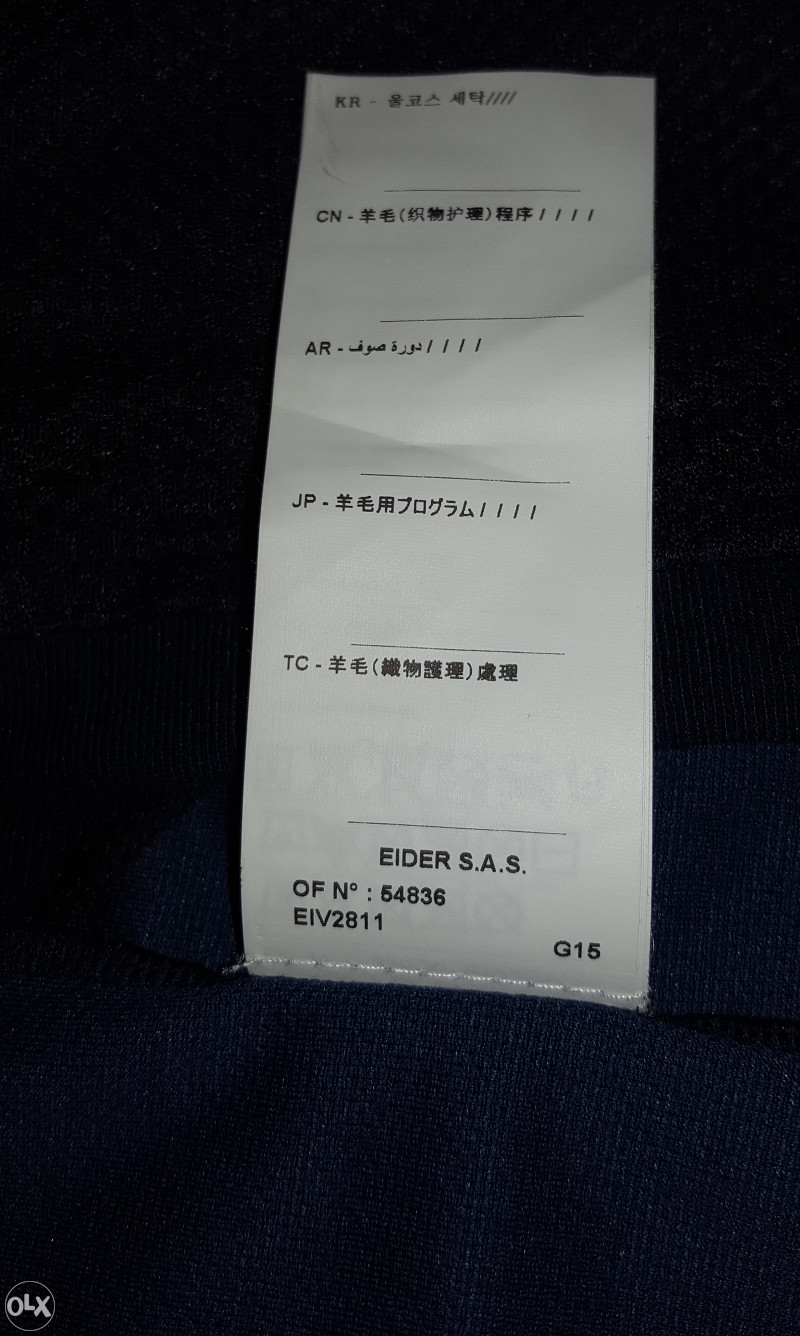 KR - 울코스 세탁////
CN - 羊毛(织物护理)程序////
AR - دورة صوف////
JP - 羊毛用プログラム////
TC - 羊毛(織物護理)處理
EIDER S.A.S.
OF N° : 54836
EIV2811
G15
OLX